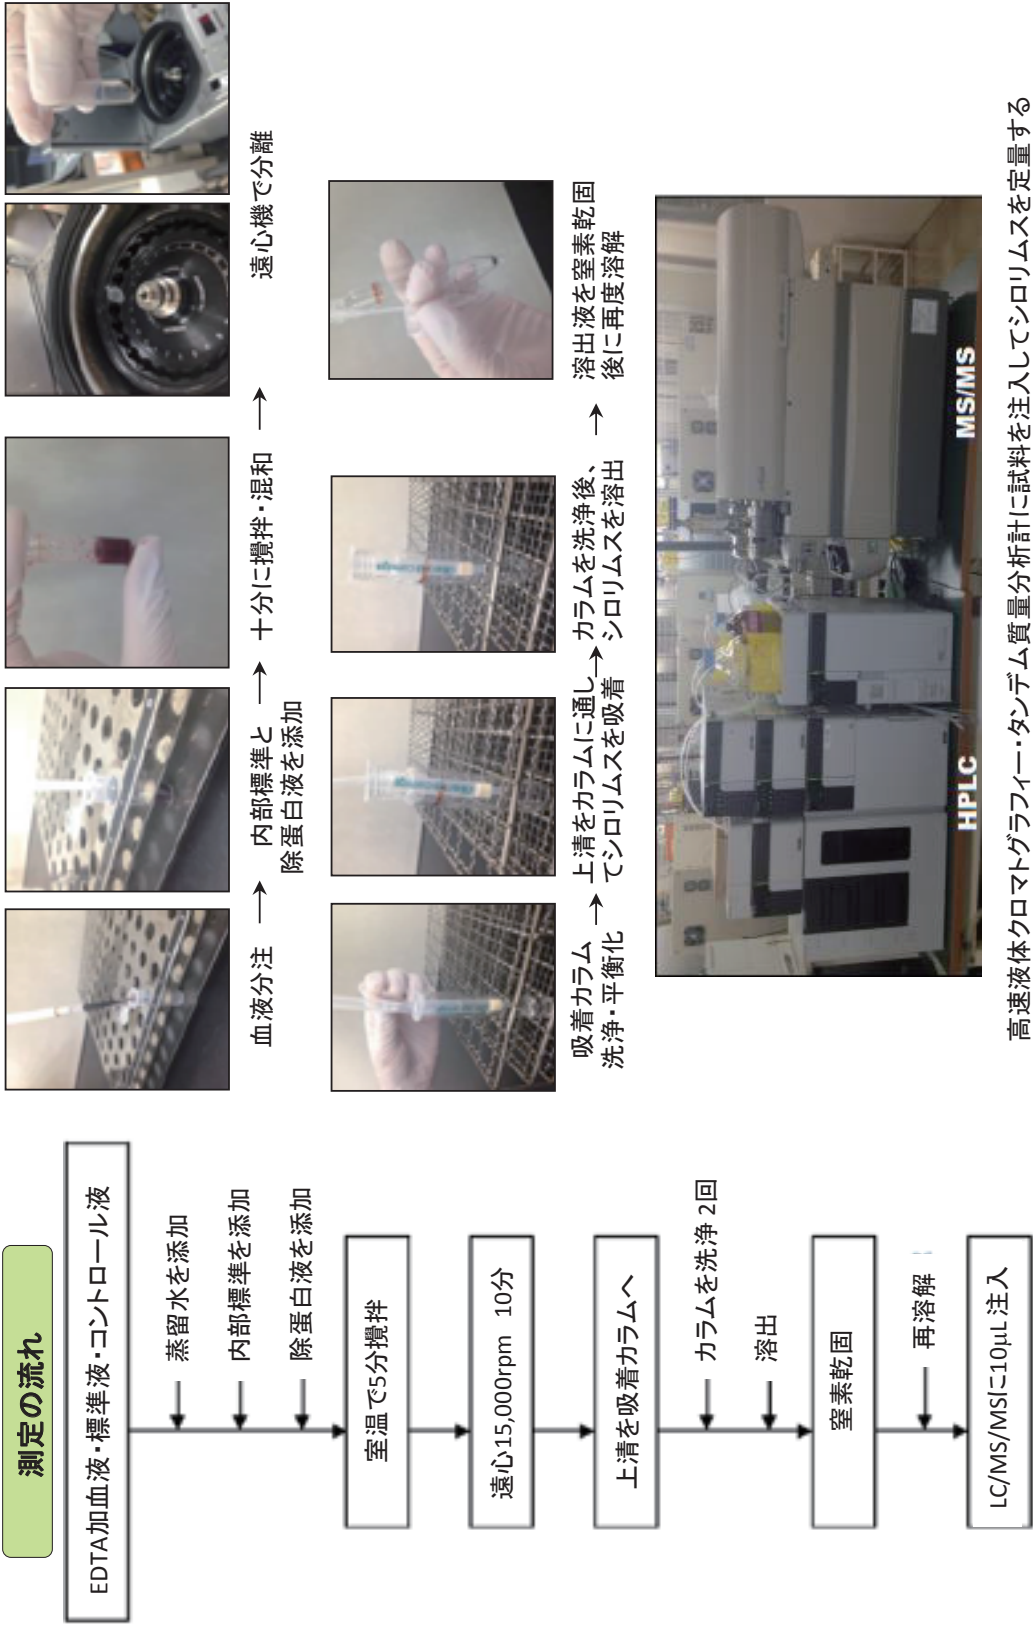 測定の流れ
EDTA加血液・標準液・コントロール液
蒸留水を添加
内部標準を添加
除蛋白液を添加
室温で5分攪拌
遠心15,000rpm 10分
上清を吸着カラムへ
カラムを洗浄 2回
溶出
窒素乾固
再溶解
LC/MS/MSに10μL 注入
血液分注
→
内部標準と
除蛋白液を添加
→
十分に攪拌・混和
→
遠心機で分離
吸着カラム
洗浄・平衡化
→
上清をカラムに通し
てシロリムスを吸着
→
カラムを洗浄後、
シロリムスを溶出
→
溶出液を窒素乾固
後に再度溶解
HPLC
MS/MS
高速液体クロマトグラフィー・タンデム質量分析計に試料を注入してシロリムスを定量する